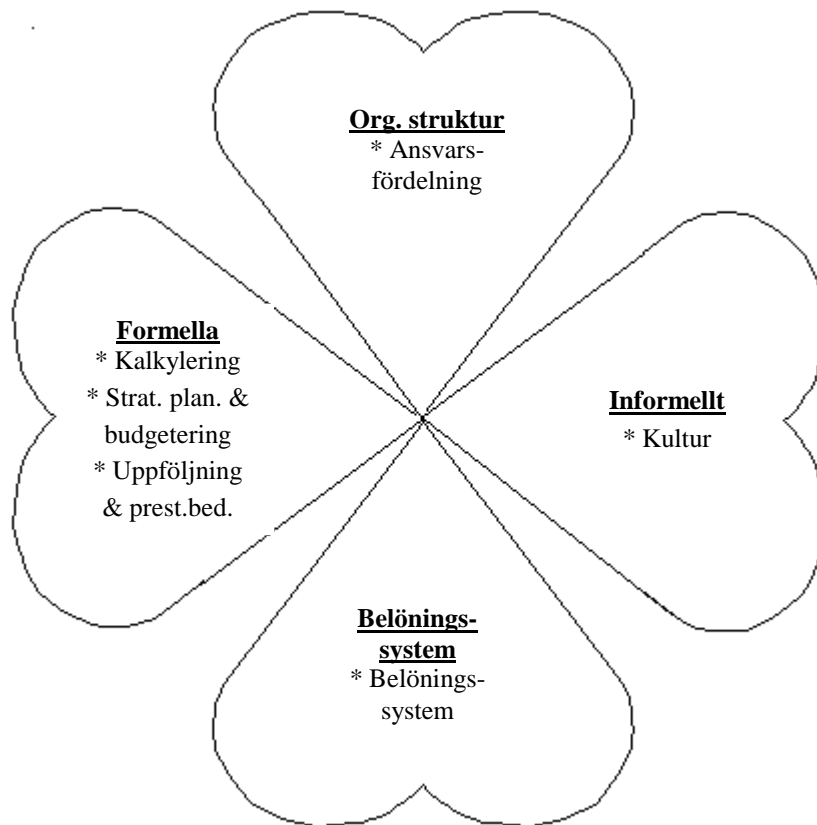 Org. struktur
* Ansvars-
fördelning
Formella
* Kalkylering
* Strat. plan. &
budgetering
* Uppföljning
& prest.bed.
Informellt
* Kultur
Belönings-
system
* Belönings-
system